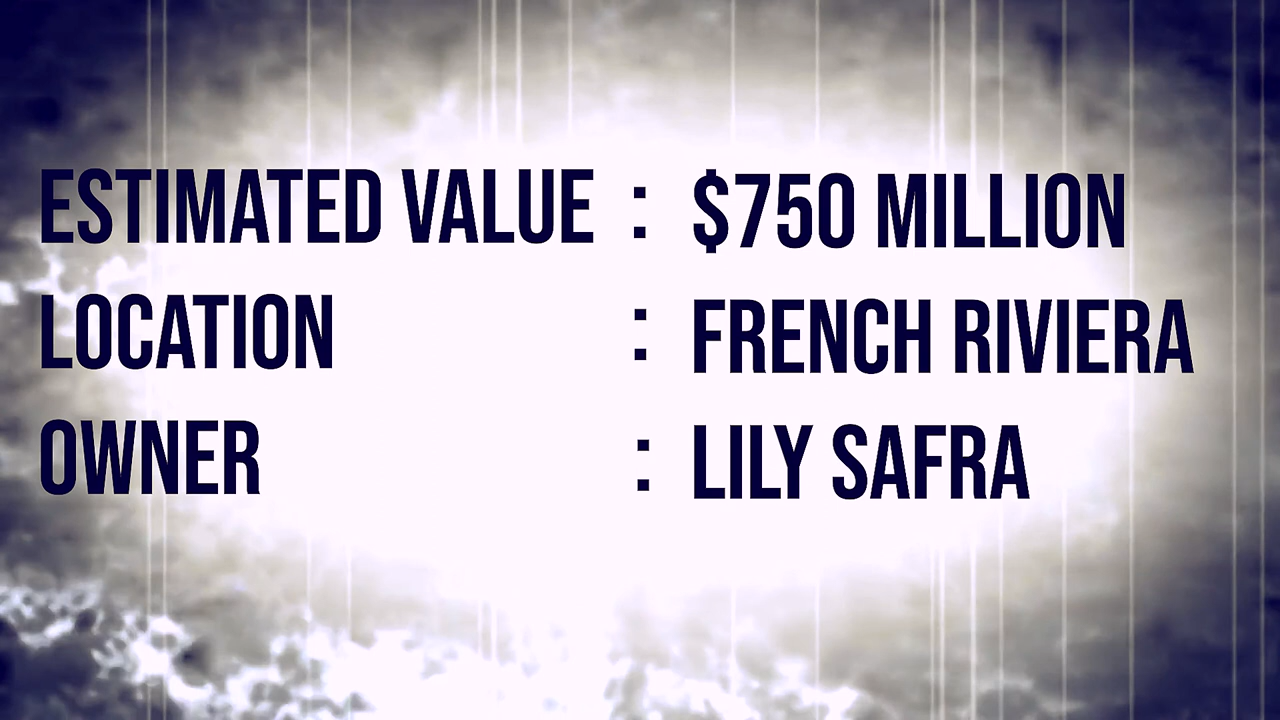 ESTIMATED VALUE : $750 MILLION
LOCATION : FRENCH RIVIERA
OWNER : LILY SAFRA